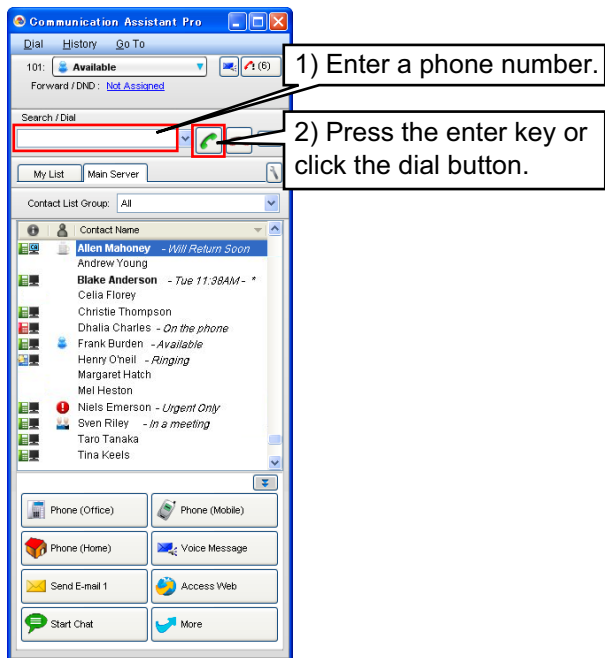 Communication Assistant Pro
Dial History Go To
101: Available (6)
Forward / DND : Not Assigned
1) Enter a phone number.
Search / Dial
2) Press the enter key or
click the dial button.
My List Main Server
Contact List Group: All
Contact Name
Allen Mahoney - Will Return Soon
Andrew Young
Blake Anderson - Tue 11:38AM - *
Celia Florey
Christie Thompson
Dhalia Charles - On the phone
Frank Burden - Available
Henry O'neil - Ringing
Margaret Hatch
Mel Heston
Niels Emerson - Urgent Only
Sven Riley - In a meeting
Taro Tanaka
Tina Keels
Phone (Office) Phone (Mobile)
Phone (Home) Voice Message
Send E-mail 1 Access Web
Start Chat More